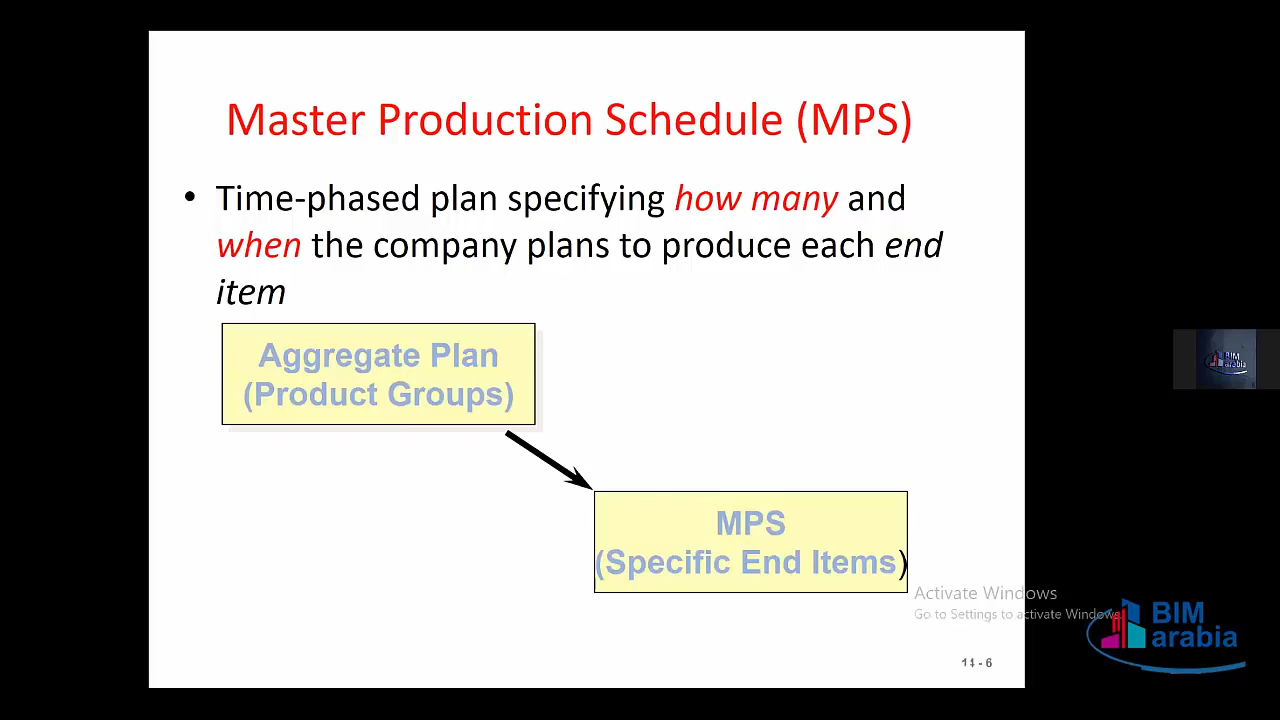 Master Production Schedule (MPS)
• Time-phased plan specifying how many and
when the company plans to produce each end
item
Aggregate Plan
(Product Groups)
MPS
(Specific End Items)
Activate Windows
Go to Settings to activate Windows.
BIM
arabia
BIM
arabia
- 6